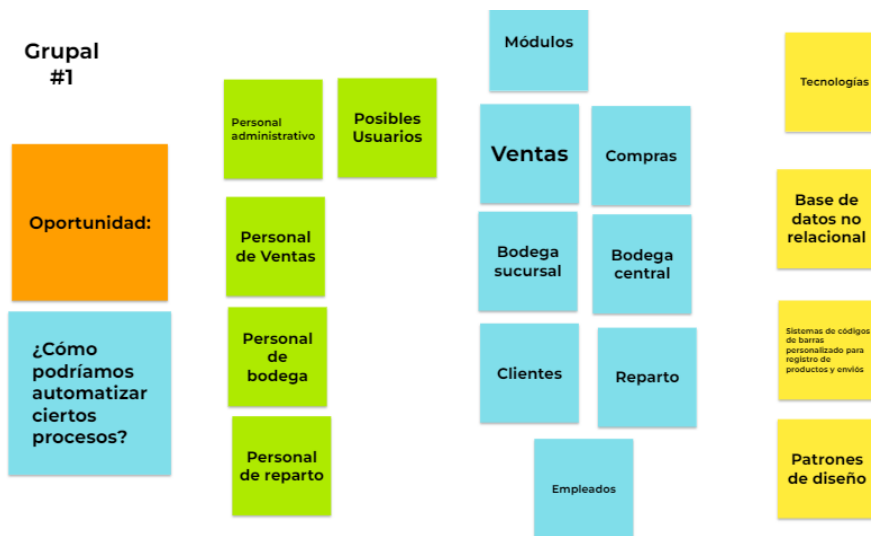 Grupal
#1
Oportunidad:
¿Cómo
podríamos
automatizar
ciertos
procesos?
Personal
administrativo
Posibles
Usuarios
Personal
de Ventas
Personal
de
bodega
Personal
de reparto
Módulos
Ventas
Compras
Bodega
sucursal
Bodega
central
Clientes
Reparto
Empleados
Tecnologías
Base de
datos no
relacional
Sistemas de códigos
de barras
personalizado para
registro de
productos y enviós
Patrones
de diseño